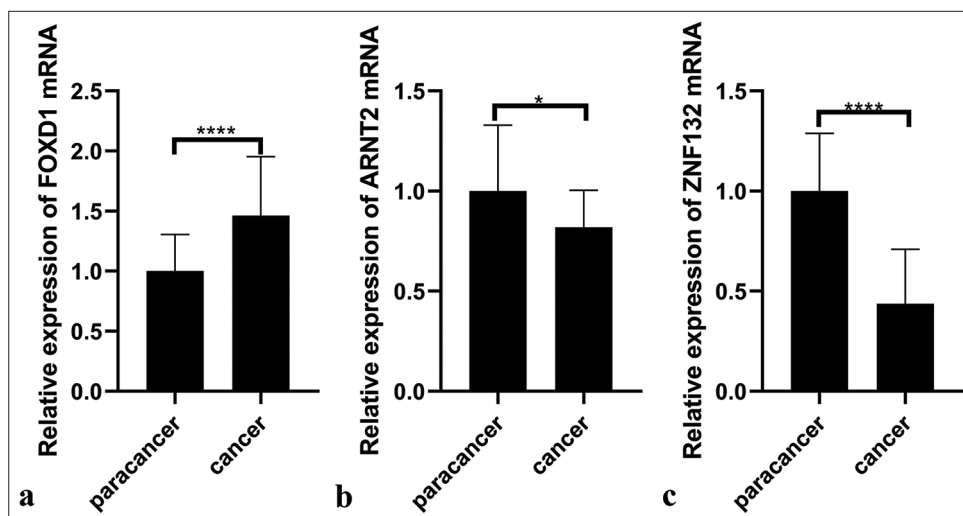 Relative expression of FOXD1 mRNA
2.5
2.0
1.5
1.0
0.5
0.0
****
paracancer
cancer
a
Relative expression of ARNT2 mRNA
1.5
1.0
0.5
0.0
*
paracancer
cancer
b
Relative expression of ZNF132 mRNA
1.5
1.0
0.5
0.0
****
paracancer
cancer
c